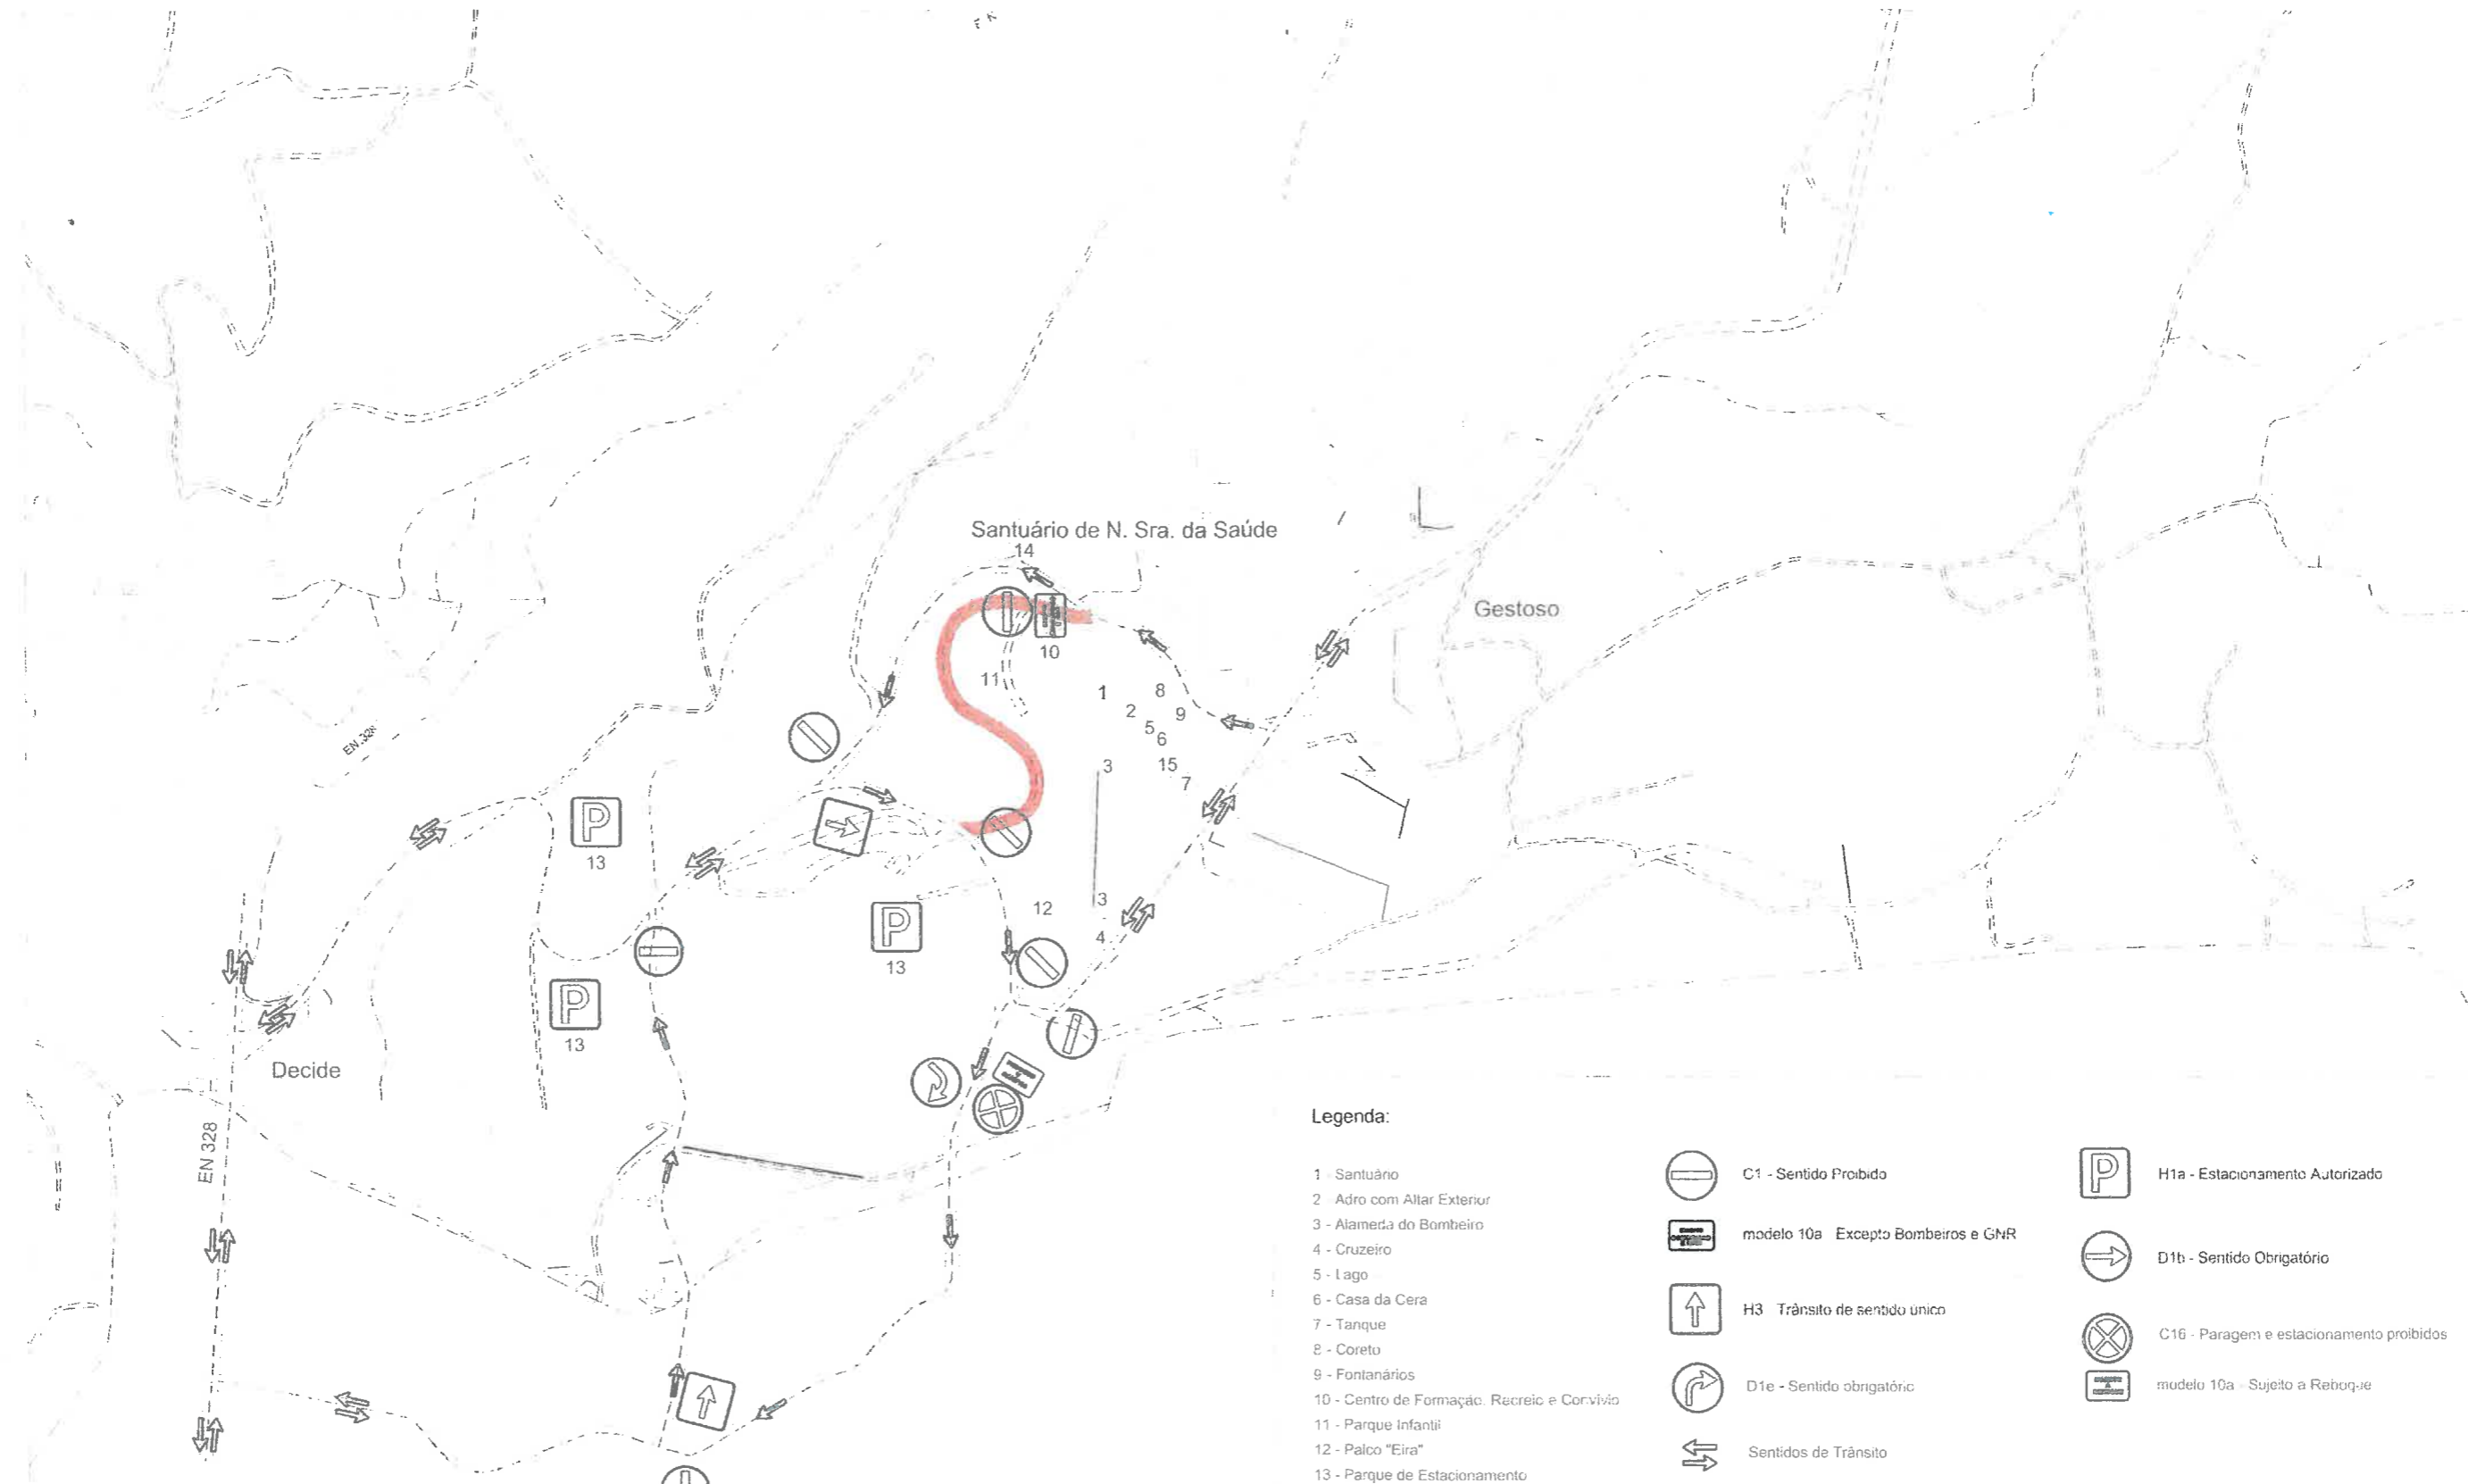 Santuário de N. Sra. da Saúde
14
Gestoso
10
11
1
8
2
9
5
6
3
15
7
EN 328
P
13
P
13
12
3
4
P
13
Decide
EN 328
Legenda:
1 - Santuário
2 - Adro com Altar Exterior
3 - Alameda do Bombeiro
4 - Cruzeiro
5 - Lago
6 - Casa da Cera
7 - Tanque
8 - Coreto
9 - Fontanários
10 - Centro de Formação, Recreio e Convívio
11 - Parque Infantil
12 - Palco "Eira"
13 - Parque de Estacionamento
C1 - Sentido Proibido
modelo 10a Excepto Bombeiros e GNR
H3 Trânsito de sentido único
D1e - Sentido obrigatório
Sentidos de Trânsito
P
H1a - Estacionamento Autorizado
D1b - Sentido Obrigatório
C16 - Paragem e estacionamento proibidos
modelo 10a - Sujeito a Reboque